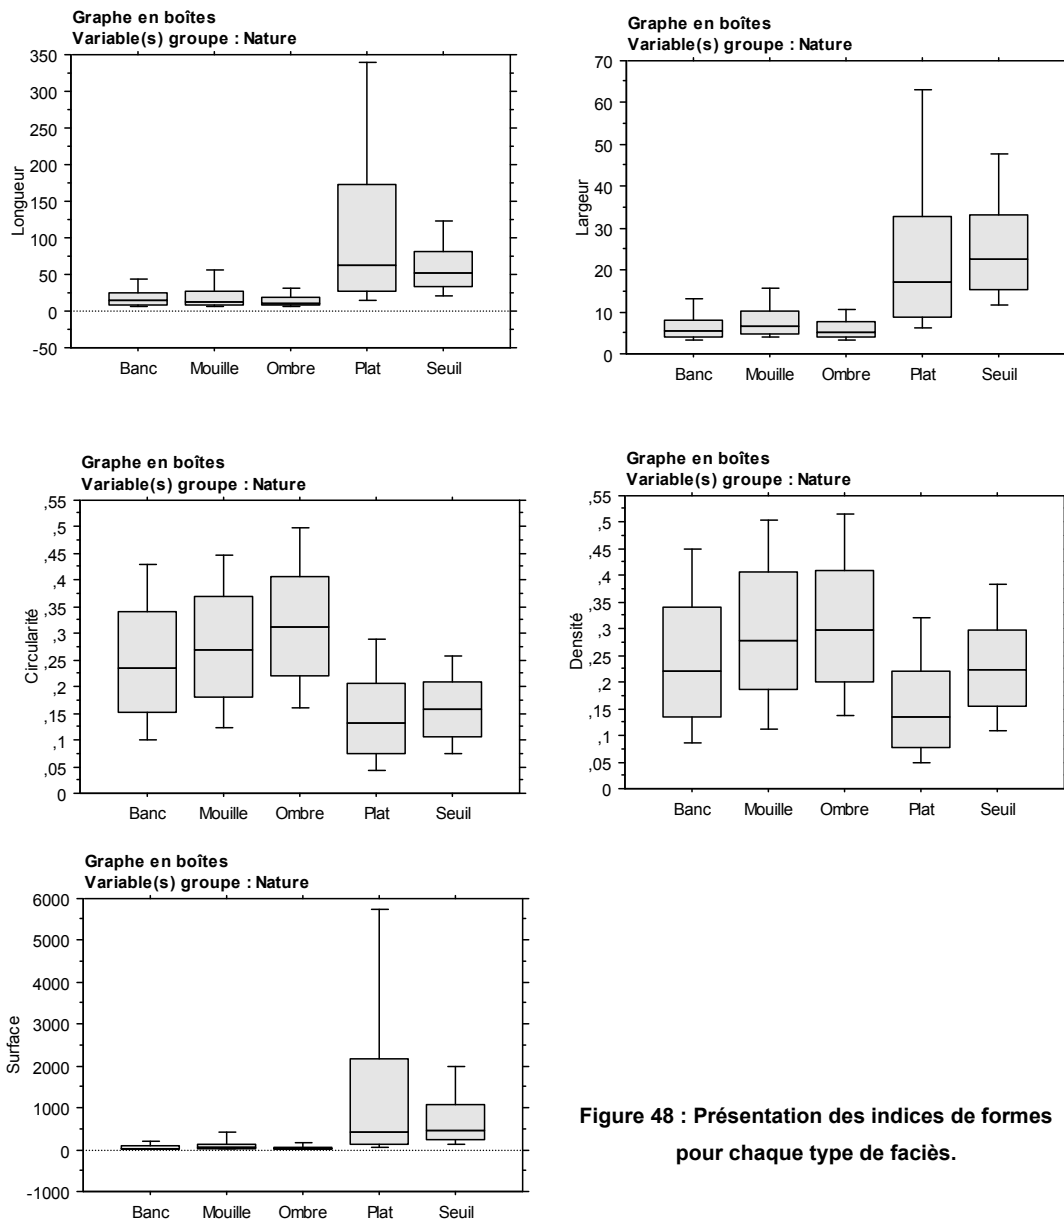 Graphe en boîtes
Variable(s) groupe : Nature
350
300
250
200
150
100
50
0
-50
Longueur
Banc Mouille Ombre Plat Seuil
Graphe en boîtes
Variable(s) groupe : Nature
70
60
50
40
30
20
10
0
Largeur
Banc Mouille Ombre Plat Seuil
Graphe en boîtes
Variable(s) groupe : Nature
,55
,5
,45
,4
,35
,3
,25
,2
,15
,1
,05
0
Circularité
Banc Mouille Ombre Plat Seuil
Graphe en boîtes
Variable(s) groupe : Nature
,55
,5
,45
,4
,35
,3
,25
,2
,15
,1
,05
0
Densité
Banc Mouille Ombre Plat Seuil
Graphe en boîtes
Variable(s) groupe : Nature
6000
5000
4000
3000
2000
1000
0
-1000
Surface
Banc Mouille Ombre Plat Seuil
Figure 48 : Présentation des indices de formes
pour chaque type de faciès.